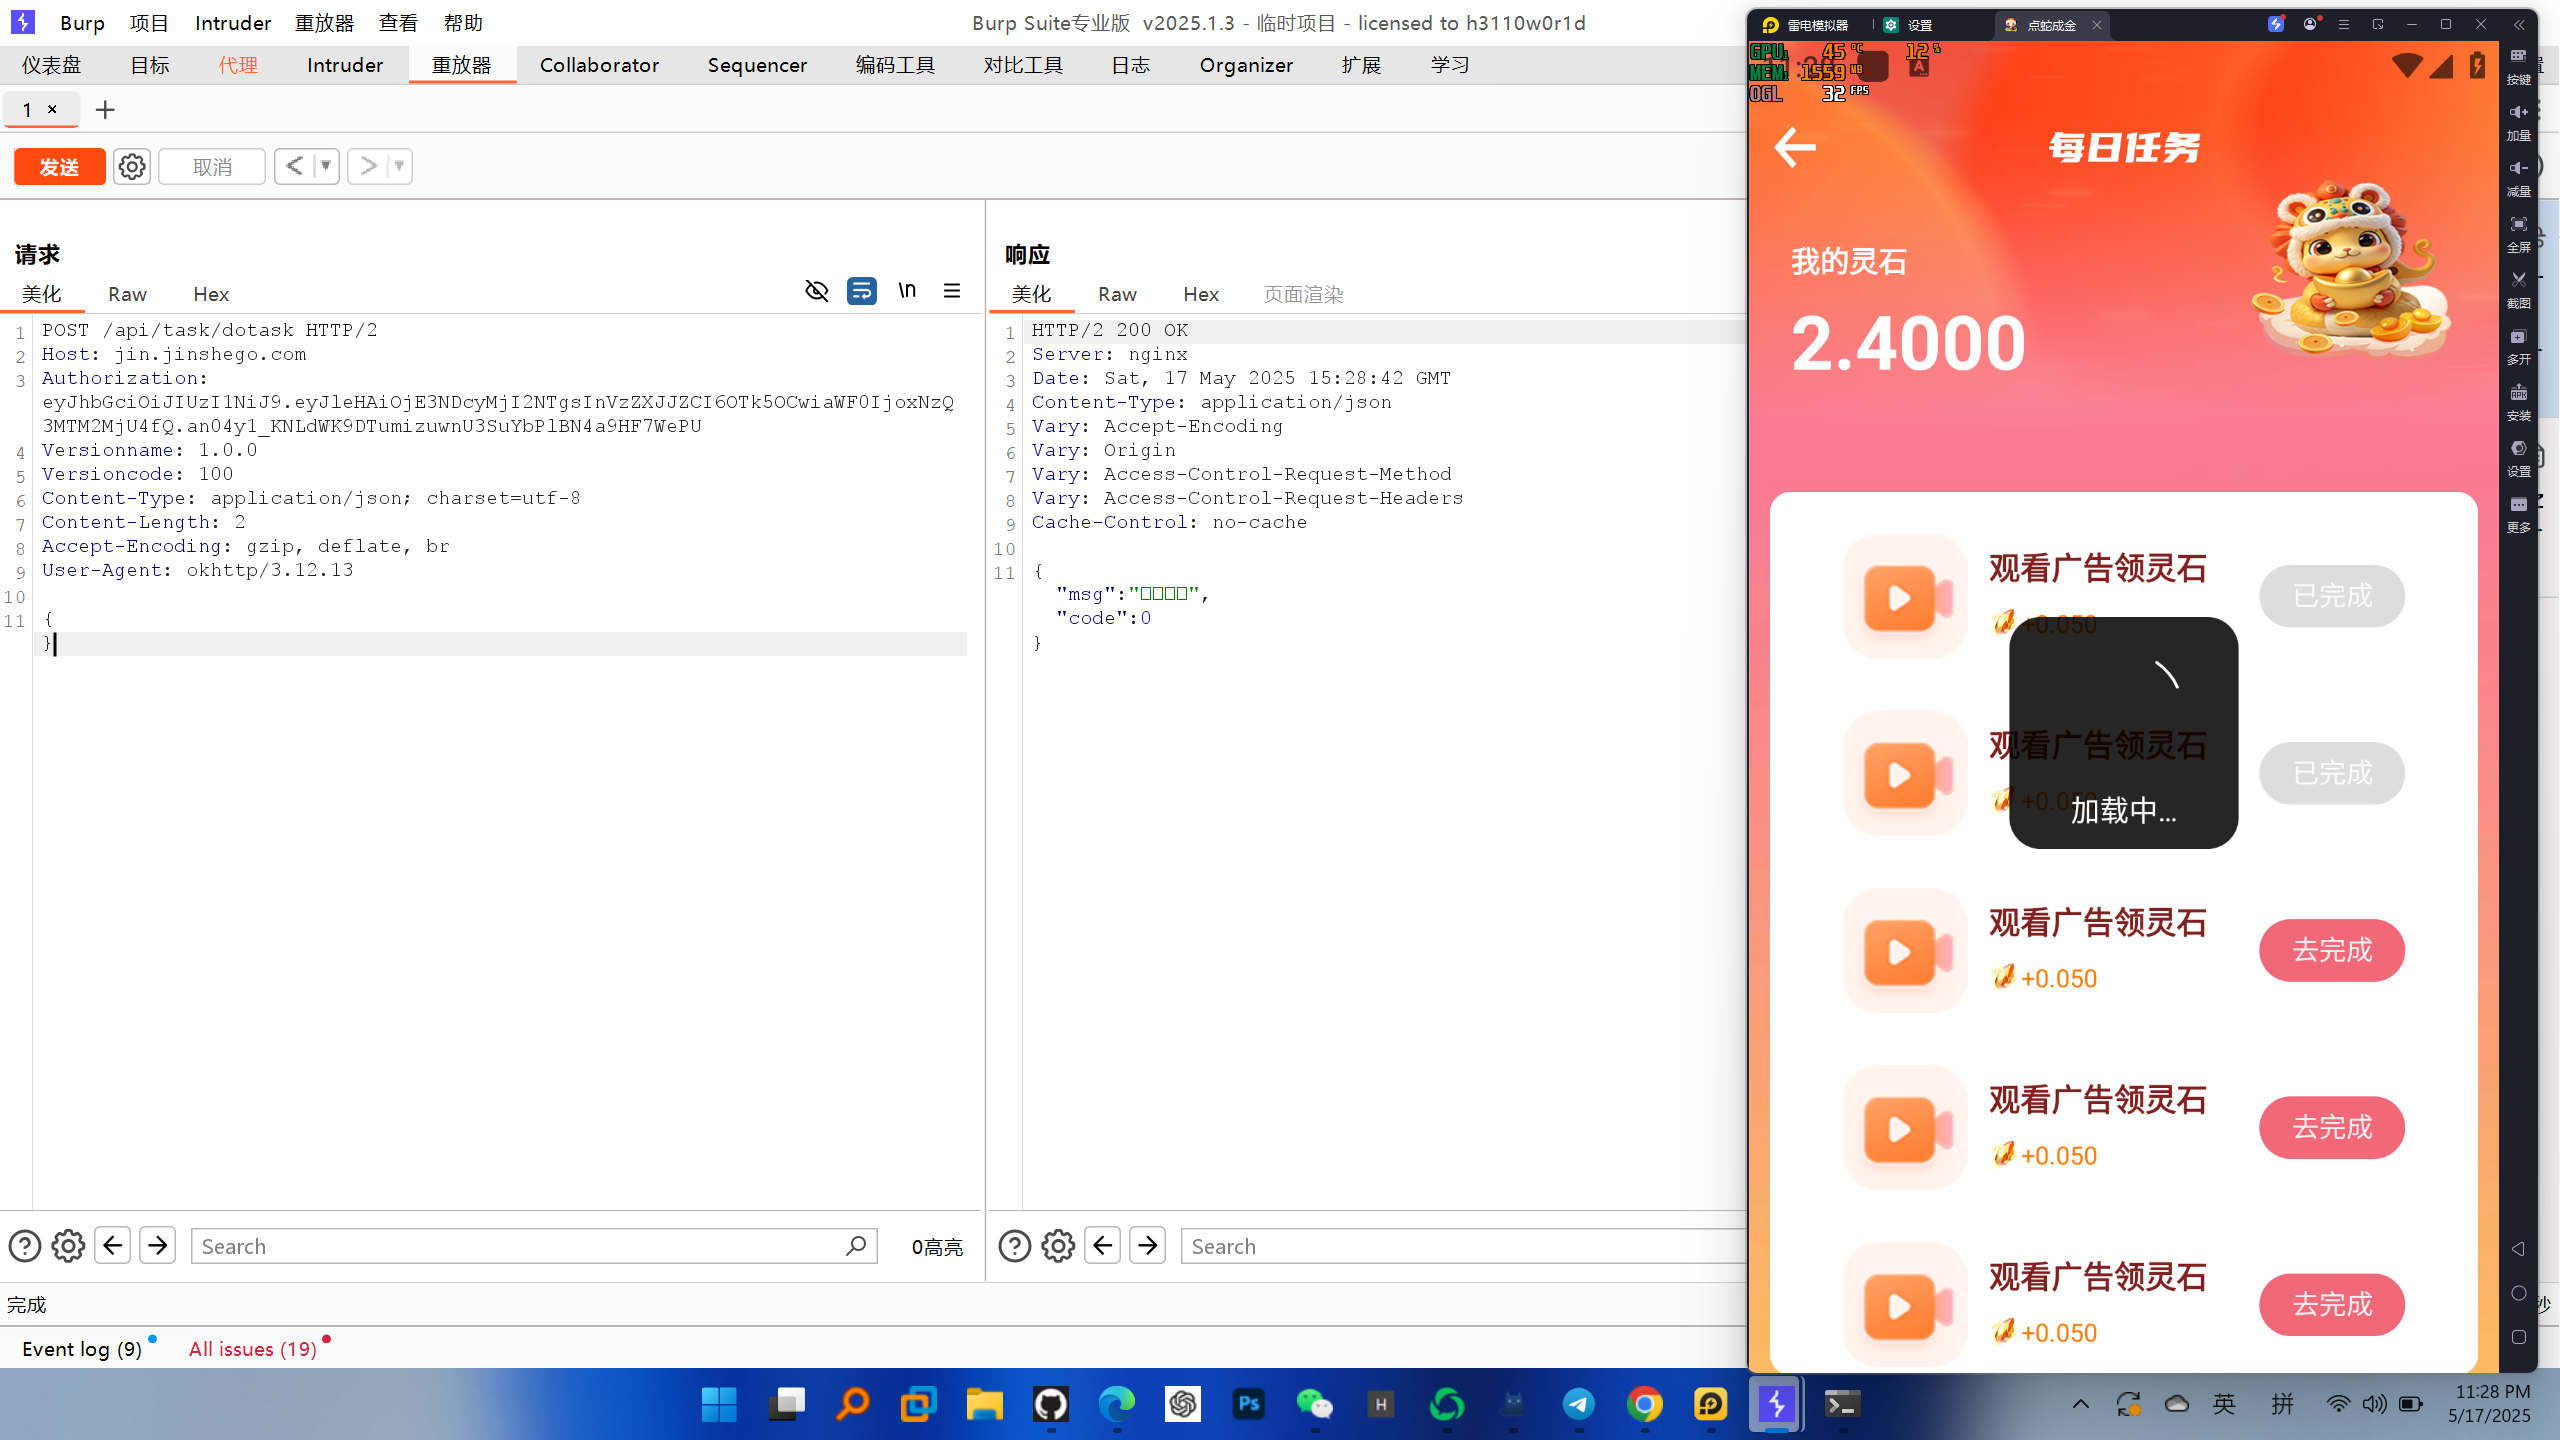 Burp 项目 Intruder 重放器 查看 帮助
Burp Suite专业版 v2025.1.3 - 临时项目 - licensed to h3110w0r1d
仪表盘 目标 代理 Intruder 重放器 Collaborator Sequencer 编码工具 对比工具 日志 Organizer 扩展 学习
1 ×
发送 取消
请求
美化 Raw Hex
\n
1 POST /api/task/dotask HTTP/2
2 Host: jin.jinshego.com
3 Authorization:
eyJhbGciOiJIUzI1NiJ9.eyJleHAiOjE3NDcyMjI2NTgsInVzZXJJZCI6OTk5OCwiaWF0IjoxNzQ
3MTM2MjU4fQ.an04y1_KNLdWK9DTumizuwnU3SuYbPlBN4a9HF7WePU
4 Versionname: 1.0.0
5 Versioncode: 100
6 Content-Type: application/json; charset=utf-8
7 Content-Length: 2
8 Accept-Encoding: gzip, deflate, br
9 User-Agent: okhttp/3.12.13
10
11 {
}
Search
0高亮
响应
美化 Raw Hex 页面渲染
1 HTTP/2 200 OK
2 Server: nginx
3 Date: Sat, 17 May 2025 15:28:42 GMT
4 Content-Type: application/json
5 Vary: Accept-Encoding
6 Vary: Origin
7 Vary: Access-Control-Request-Method
8 Vary: Access-Control-Request-Headers
9 Cache-Control: no-cache
10
11 {
"msg":"□□□□",
"code":0
}
Search
完成
Event log (9) All issues (19)
雷电模拟器 设置 点蛇成金
GPU 45 °C 12 %
MEM 1559 MB
OGL 32 FPS
每日任务
我的灵石
2.4000
观看广告领灵石
+0.050
已完成
观看广告领灵石
+0.050
已完成
加载中...
观看广告领灵石
+0.050
去完成
观看广告领灵石
+0.050
去完成
观看广告领灵石
+0.050
去完成
按键
加量
减量
全屏
截图
多开
安装
设置
更多
秒
英 拼
11:28 PM
5/17/2025